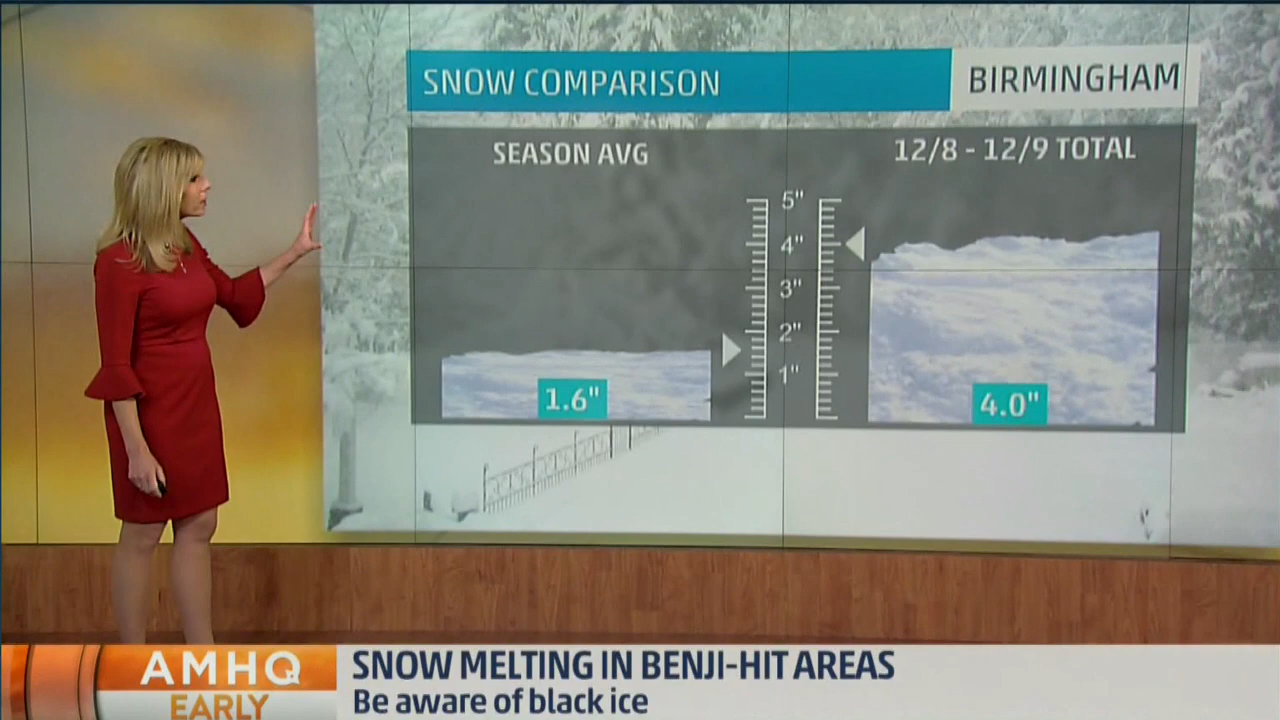 SNOW COMPARISON
BIRMINGHAM
SEASON AVG
12/8 - 12/9 TOTAL
5"
4"
3"
2"
1"
1.6"
4.0"
AMHQ
EARLY
SNOW MELTING IN BENJI-HIT AREAS
Be aware of black ice